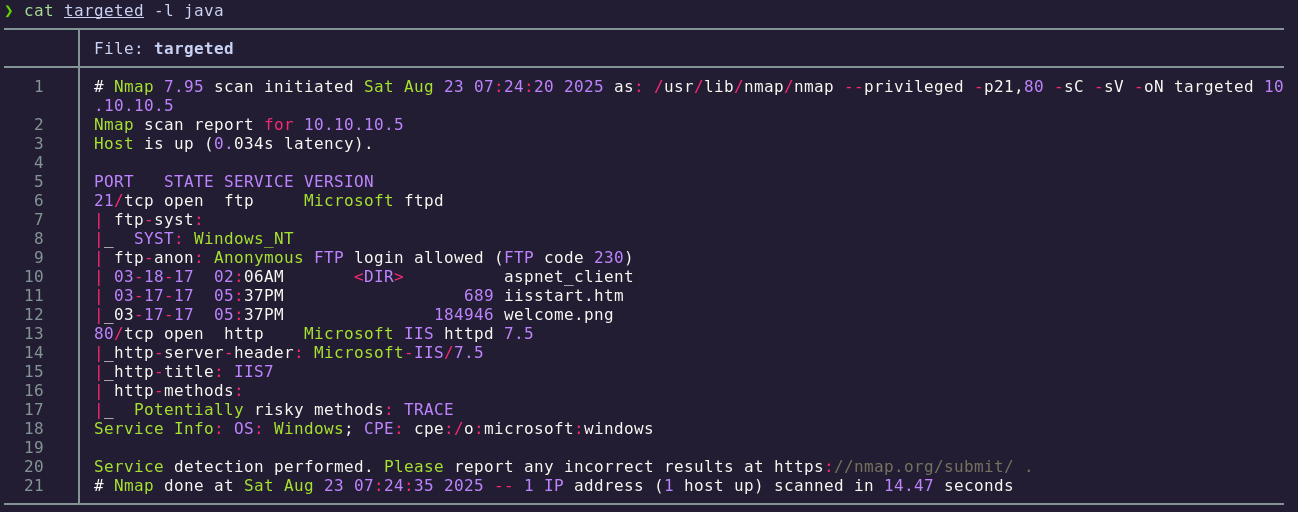 ❯ cat targeted -l java
File: targeted
1 # Nmap 7.95 scan initiated Sat Aug 23 07:24:20 2025 as: /usr/lib/nmap/nmap --privileged -p21,80 -sC -sV -oN targeted 10
.10.10.5
2 Nmap scan report for 10.10.10.5
3 Host is up (0.034s latency).
4
5 PORT   STATE SERVICE VERSION
6 21/tcp open  ftp     Microsoft ftpd
7 | ftp-syst:
8 |_  SYST: Windows_NT
9 | ftp-anon: Anonymous FTP login allowed (FTP code 230)
10 | 03-18-17  02:06AM       <DIR>          aspnet_client
11 | 03-17-17  05:37PM                  689 iisstart.htm
12 |_03-17-17  05:37PM               184946 welcome.png
13 80/tcp open  http    Microsoft IIS httpd 7.5
14 |_http-server-header: Microsoft-IIS/7.5
15 |_http-title: IIS7
16 | http-methods:
17 |_  Potentially risky methods: TRACE
18 Service Info: OS: Windows; CPE: cpe:/o:microsoft:windows
19
20 Service detection performed. Please report any incorrect results at https://nmap.org/submit/ .
21 # Nmap done at Sat Aug 23 07:24:35 2025 -- 1 IP address (1 host up) scanned in 14.47 seconds